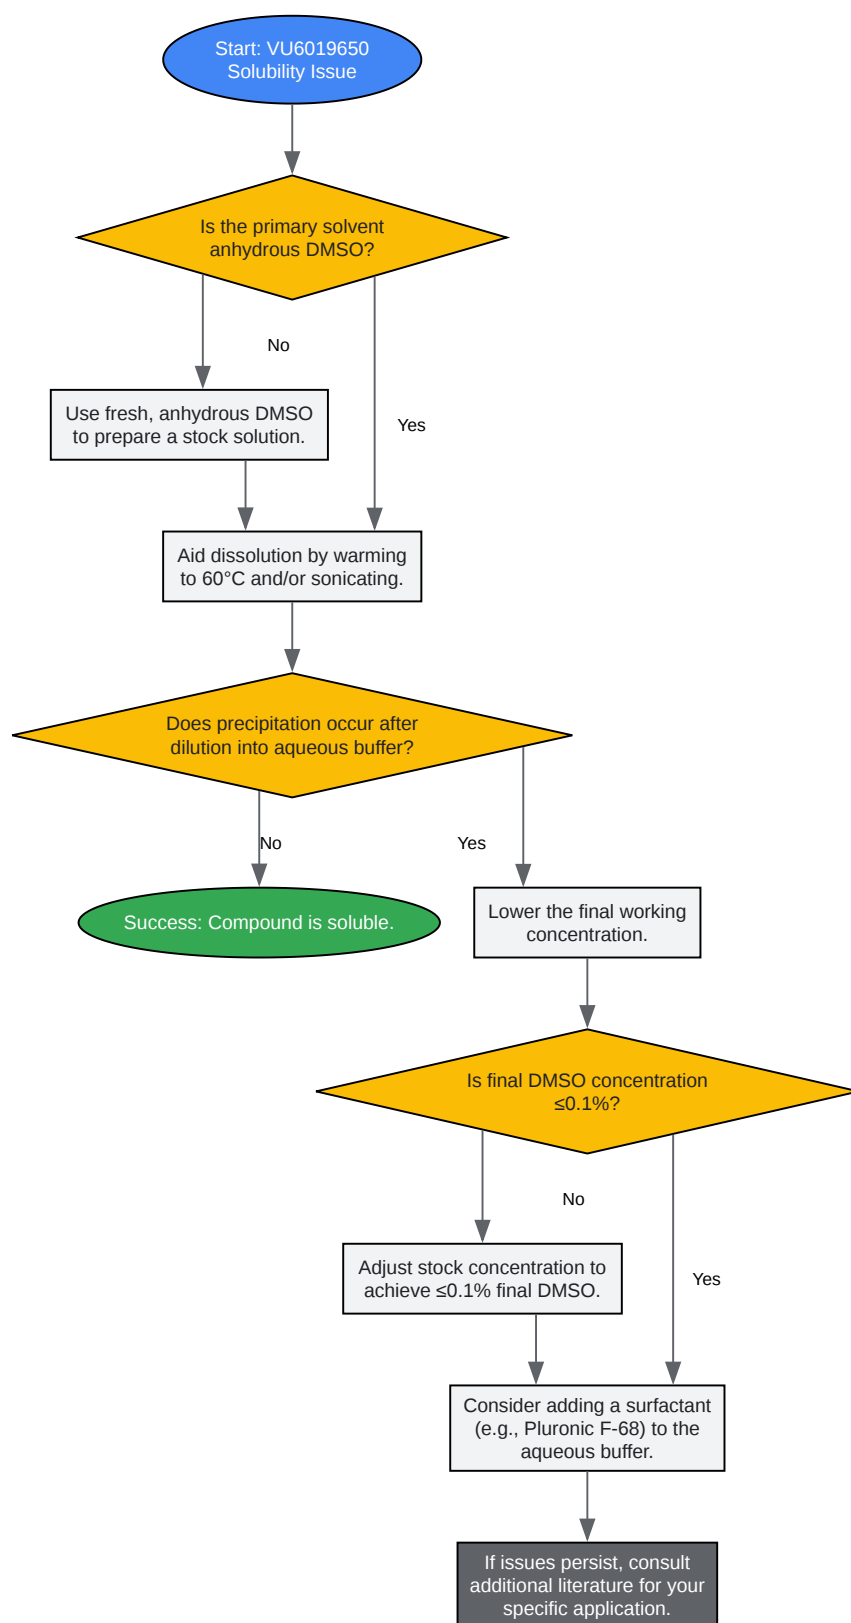 Start: VU6019650
Solubility Issue
Is the primary solvent
anhydrous DMSO?
No
Use fresh, anhydrous DMSO
to prepare a stock solution.
Yes
Aid dissolution by warming
to 60°C and/or sonicating.
Does precipitation occur after
dilution into aqueous buffer?
No
Yes
Success: Compound is soluble.
Lower the final working
concentration.
Is final DMSO concentration
≤0.1%?
No
Adjust stock concentration to
achieve ≤0.1% final DMSO.
Yes
Consider adding a surfactant
(e.g., Pluronic F-68) to the
aqueous buffer.
If issues persist, consult
additional literature for your
specific application.